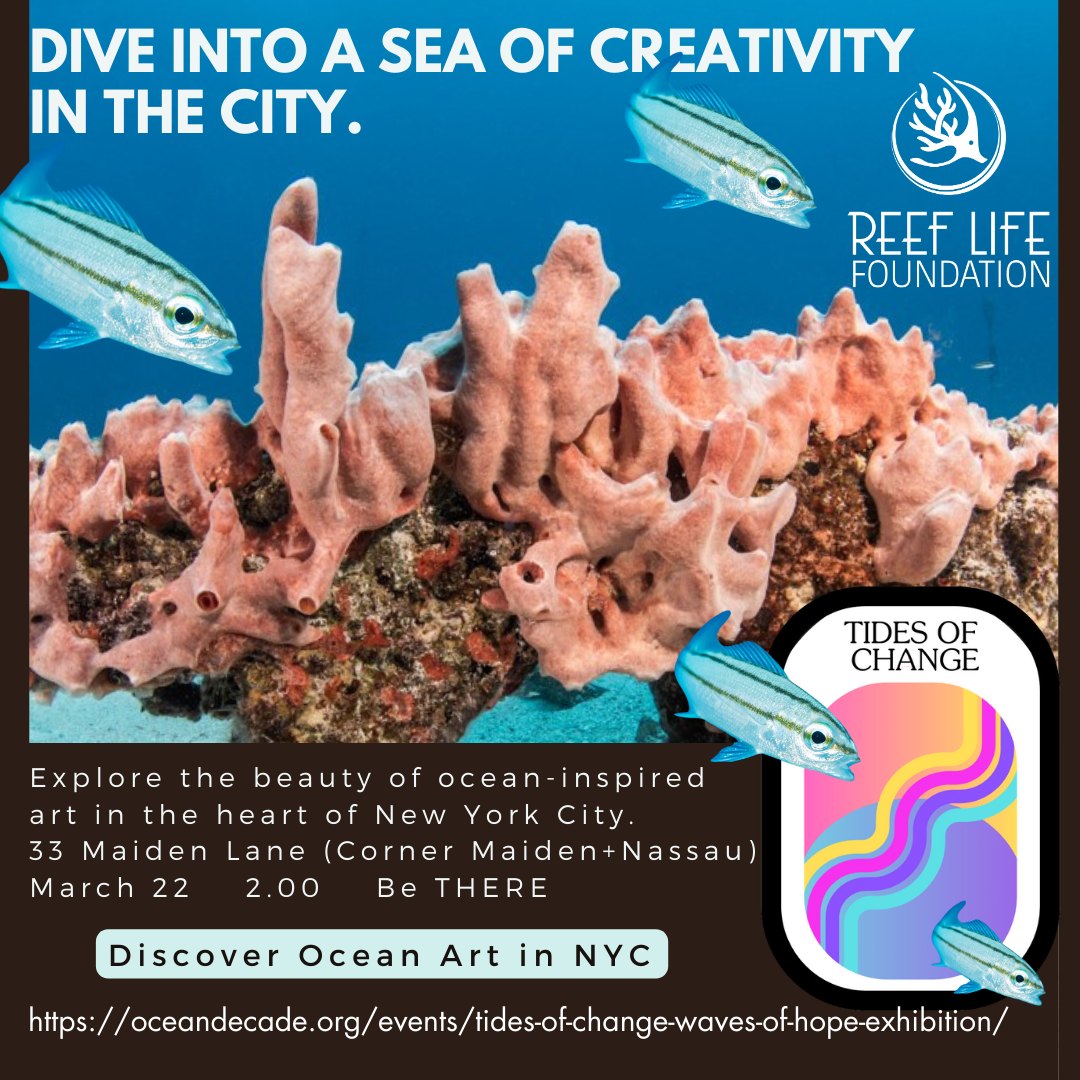 DIVE INTO A SEA OF CREATIVITY
IN THE CITY.
REEF LIFE
FOUNDATION
TIDES OF
CHANGE
Explore the beauty of ocean-inspired
art in the heart of New York City.
33 Maiden Lane (Corner Maiden+Nassau)
March 22 2.00 Be THERE
Discover Ocean Art in NYC
https://oceandecade.org/events/tides-of-change-waves-of-hope-exhibition/